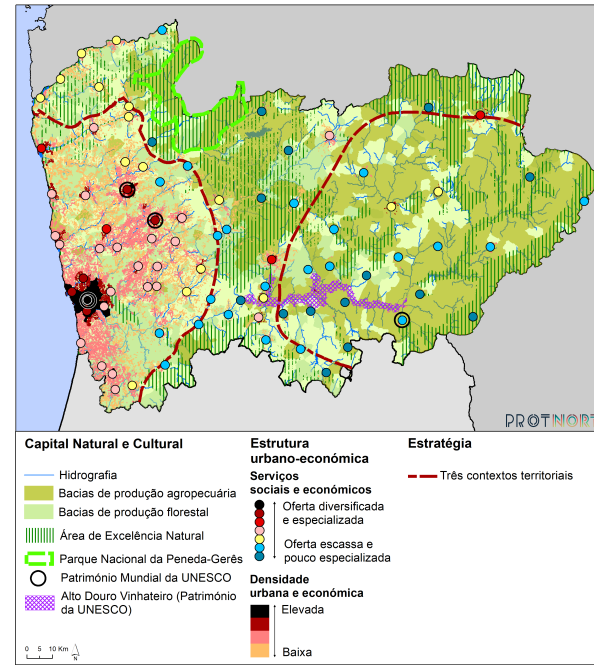 PROTNORT
Capital Natural e Cultural
Hidrografia
Bacias de produção agropecuária
Bacias de produção florestal
Área de Excelência Natural
Parque Nacional da Peneda-Gerês
Património Mundial da UNESCO
Alto Douro Vinhateiro (Património
da UNESCO)
0 5 10 Km
N
Estrutura
urbano-económica
Serviços
sociais e económicos
Oferta diversificada
e especializada
Oferta escassa e
pouco especializada
Densidade
urbana e económica
Elevada
Baixa
Estratégia
Três contextos territoriais